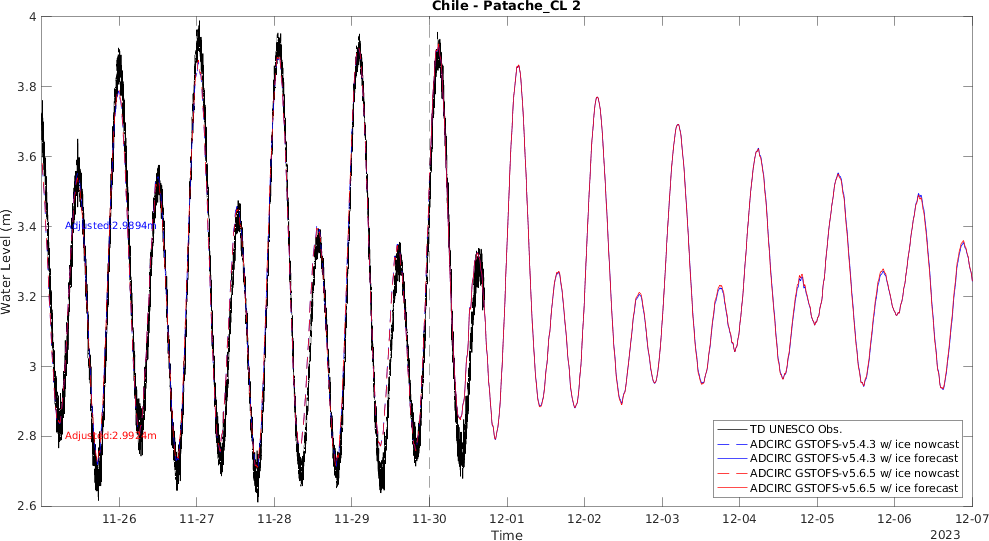 Chile - Patache_CL 2
4
3.8
3.6
3.4
3.2
3
2.8
2.6
Water Level (m)
Adjusted:2.9394m
Adjusted:2.9924m
TD UNESCO Obs.
ADCIRC GSTOFS-v5.4.3 w/ ice nowcast
ADCIRC GSTOFS-v5.4.3 w/ ice forecast
ADCIRC GSTOFS-v5.6.5 w/ ice nowcast
ADCIRC GSTOFS-v5.6.5 w/ ice forecast
11-26 11-27 11-28 11-29 11-30 12-01 12-02 12-03 12-04 12-05 12-06 12-07
Time
2023